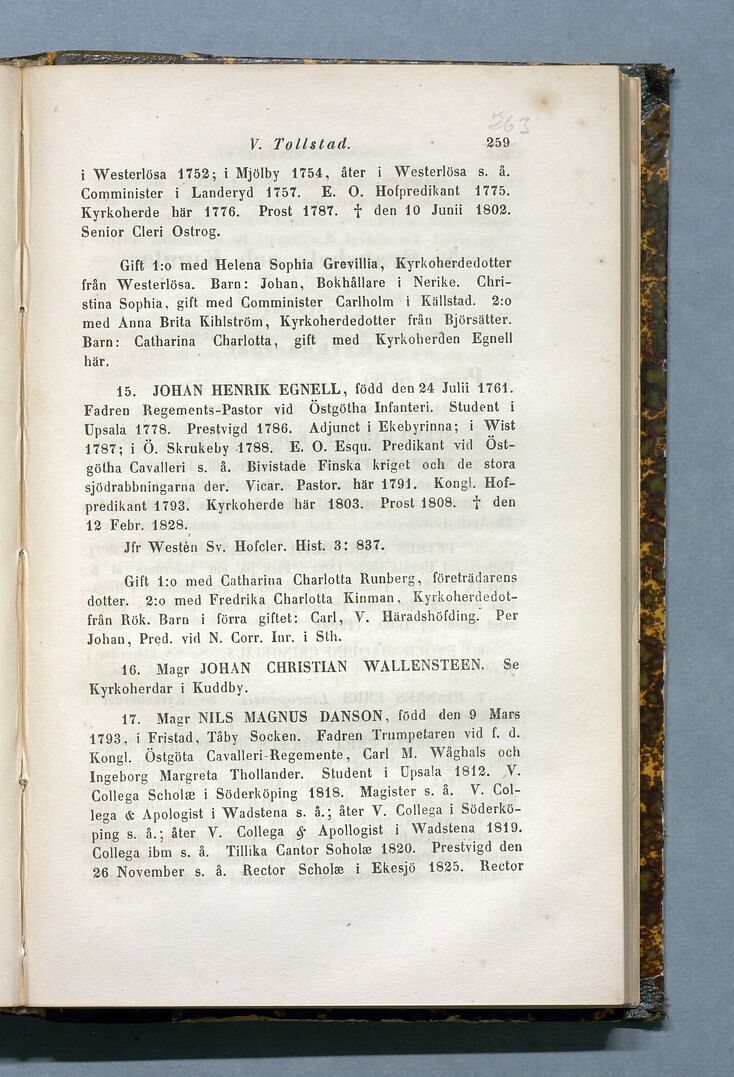 263
V. Tollstad. 259
i Westerlösa 1752; i Mjölby 1754, åter i Westerlösa s. å.
Comminister i Landeryd 1757. E. O. Hofpredikant 1775.
Kyrkoherde här 1776. Prost 1787. † den 10 Junii 1802.
Senior Cleri Ostrog.
Gift 1:o med Helena Sophia Grevillia, Kyrkoherdedotter
från Westerlösa. Barn: Johan, Bokhållare i Nerike. Chri-
stina Sophia, gift med Comminister Carlholm i Källstad. 2:o
med Anna Brita Kihlström, Kyrkoherdedotter från Björsätter.
Barn: Catharina Charlotta, gift med Kyrkoherden Egnell
här.
15. JOHAN HENRIK EGNELL, född den 24 Julii 1761.
Fadren Regements-Pastor vid Östgötha Infanteri. Student i
Upsala 1778. Prestvigd 1786. Adjunct i Ekebyrinna; i Wist
1787; i Ö. Skrukeby 1788. E. O. Esqu. Predikant vid Öst-
götha Cavalleri s. å. Bivistade Finska kriget och de stora
sjödrabbningarna der. Vicar. Pastor. här 1791. Kongl. Hof-
predikant 1793. Kyrkoherde här 1803. Prost 1808. † den
12 Febr. 1828.
Jfr Westén Sv. Hofcler. Hist. 3: 837.
Gift 1:o med Catharina Charlotta Runberg, företrädarens
dotter. 2:o med Fredrika Charlotta Kinman, Kyrkoherdedot-
från Rök. Barn i förra giftet: Carl, V. Häradshöfding. Per
Johan, Pred. vid N. Corr. Inr. i Sth.
16. Magr JOHAN CHRISTIAN WALLENSTEEN. Se
Kyrkoherdar i Kuddby.
17. Magr NILS MAGNUS DANSON, född den 9 Mars
1793, i Fristad, Tåby Socken. Fadren Trumpetaren vid f. d.
Kongl. Östgöta Cavalleri-Regemente, Carl M. Wåghals och
Ingeborg Margreta Thollander. Student i Upsala 1812. V.
Collega Scholæ i Söderköping 1818. Magister s. å. V. Col-
lega & Apologist i Wadstena s. å.; åter V. Collega i Söderkö-
ping s. å.; åter V. Collega & Apollogist i Wadstena 1819.
Collega ibm s. å. Tillika Cantor Soholæ 1820. Prestvigd den
26 November s. å. Rector Scholæ i Ekesjö 1825. Rector